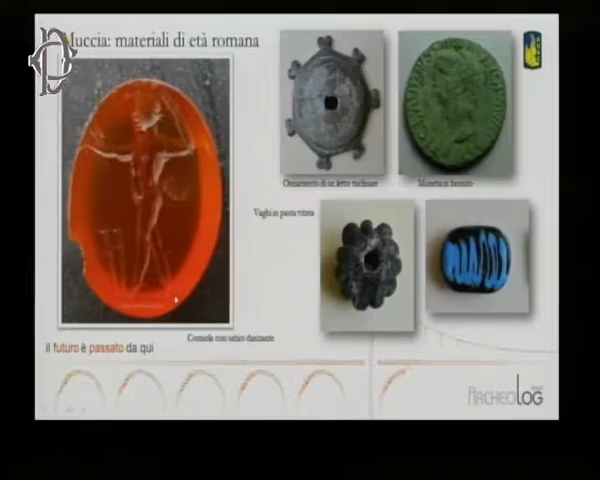 Muccia: materiali di età romana
Ornamento di un letto tricliniare
Moneta in bronzo
Vaghi in pasta vitrea
Corniola con satiro danzante
il futuro è passato da qui
ARCHEOLOG